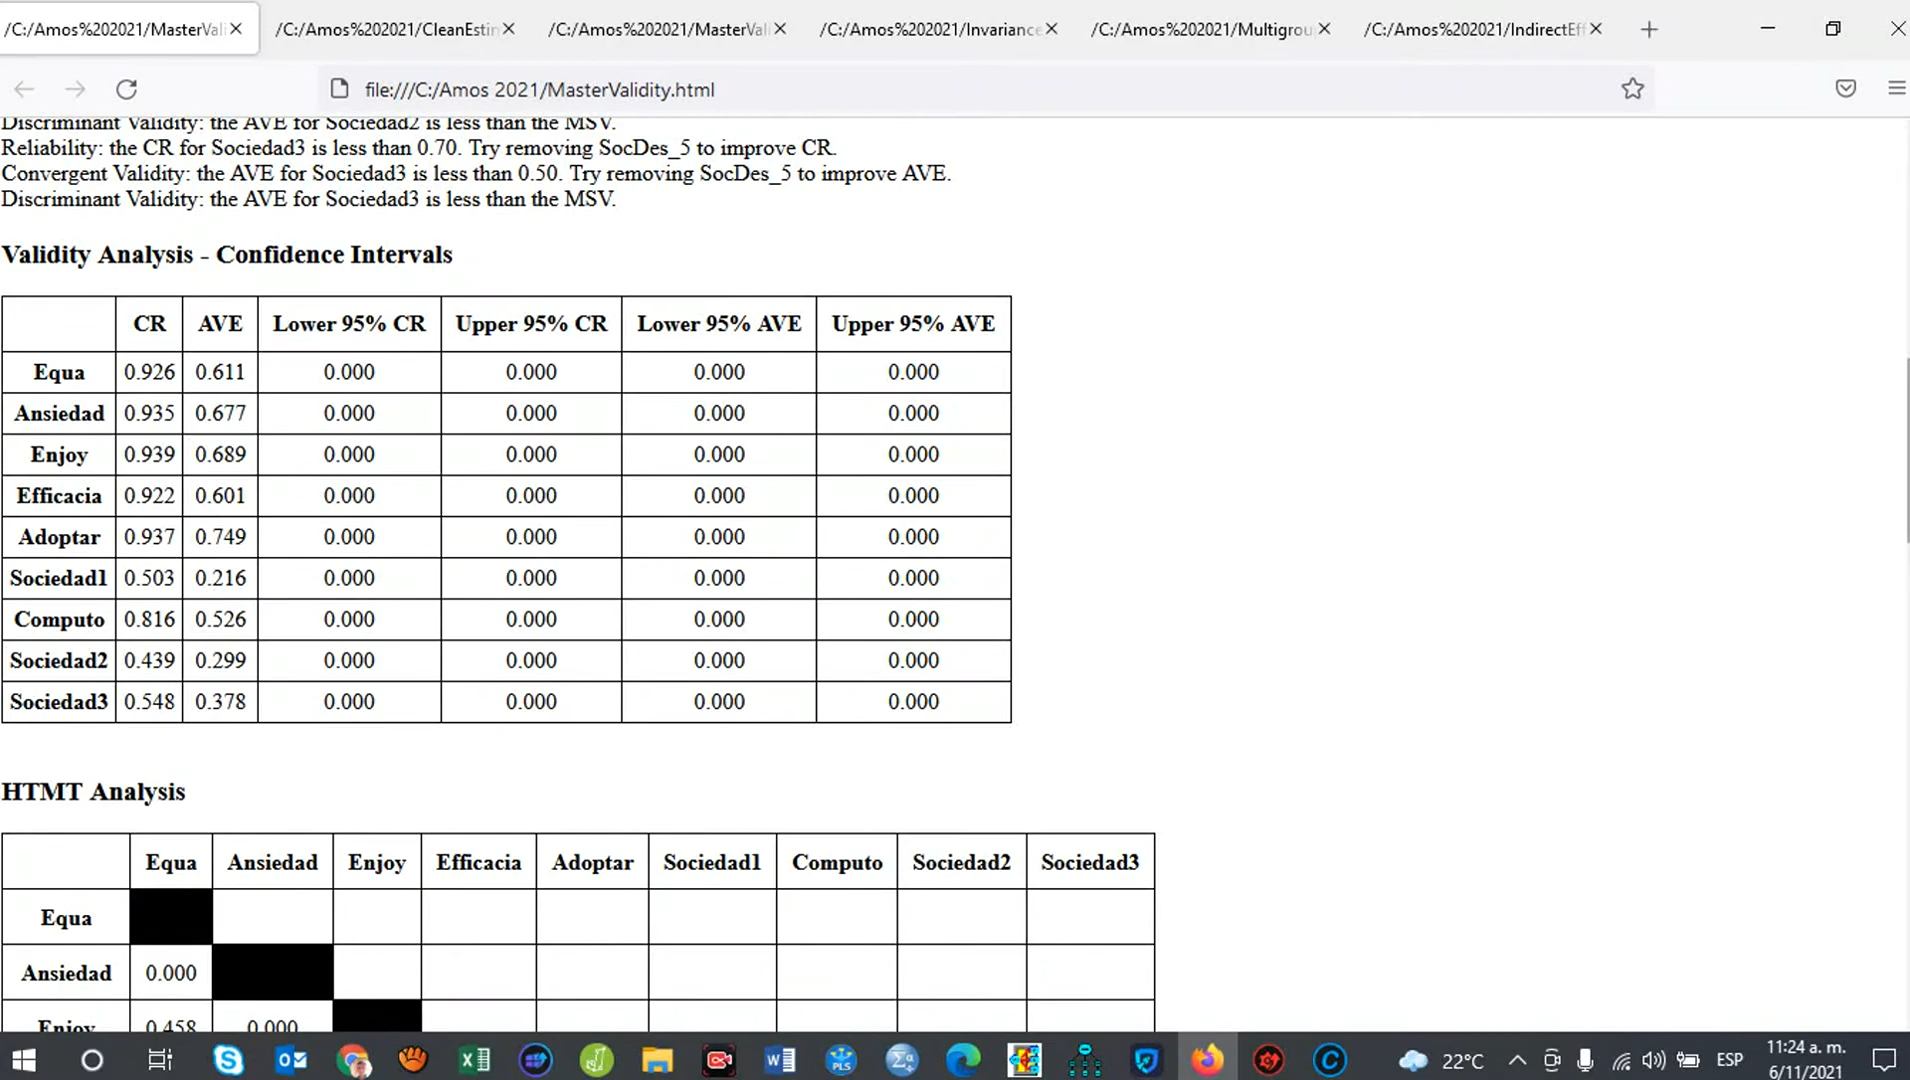 /C:/Amos%202021/MasterVali
/C:/Amos%202021/CleanEstin
/C:/Amos%202021/MasterVali
/C:/Amos%202021/Invariance
/C:/Amos%202021/Multigrou
/C:/Amos%202021/IndirectEff
file:///C:/Amos 2021/MasterValidity.html
Discriminant Validity: the AVE for Sociedad2 is less than the MSV.
Reliability: the CR for Sociedad3 is less than 0.70. Try removing SocDes_5 to improve CR.
Convergent Validity: the AVE for Sociedad3 is less than 0.50. Try removing SocDes_5 to improve AVE.
Discriminant Validity: the AVE for Sociedad3 is less than the MSV.
Validity Analysis - Confidence Intervals
CR AVE Lower 95% CR Upper 95% CR Lower 95% AVE Upper 95% AVE
Equa 0.926 0.611 0.000 0.000 0.000 0.000
Ansiedad 0.935 0.677 0.000 0.000 0.000 0.000
Enjoy 0.939 0.689 0.000 0.000 0.000 0.000
Efficacia 0.922 0.601 0.000 0.000 0.000 0.000
Adoptar 0.937 0.749 0.000 0.000 0.000 0.000
Sociedad1 0.503 0.216 0.000 0.000 0.000 0.000
Computo 0.816 0.526 0.000 0.000 0.000 0.000
Sociedad2 0.439 0.299 0.000 0.000 0.000 0.000
Sociedad3 0.548 0.378 0.000 0.000 0.000 0.000
HTMT Analysis
Equa Ansiedad Enjoy Efficacia Adoptar Sociedad1 Computo Sociedad2 Sociedad3
Equa
Ansiedad 0.000
Enjoy 0.458 0.000
PLS
22°C
ESP
11:24 a. m.
6/11/2021